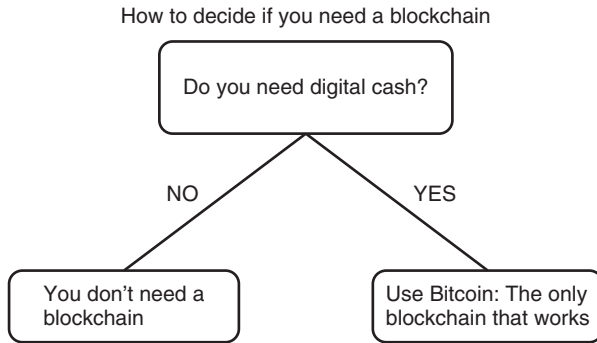 How to decide if you need a blockchain
Do you need digital cash?
NO
YES
You don’t need a
blockchain
Use Bitcoin: The only
blockchain that works